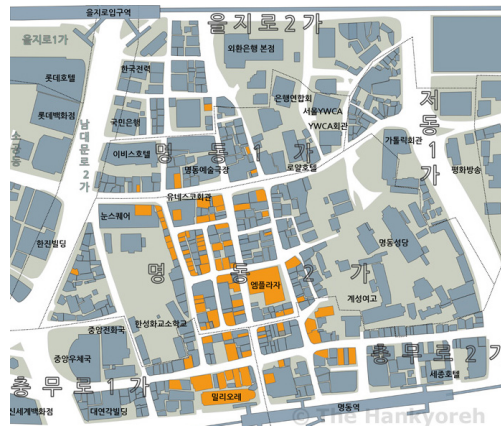 을지로입구역
을지로2가
을지로1가
외환은행 본점
한국전력
롯데호텔
은행연합회
롯데백화점
남대문로2가
국민은행
서울YWCA
YWCA회관
저동1가
소공동
이비스호텔
명동1가
가톨릭회관
명동예술극장
로얄호텔
평화방송
유네스코회관
눈스퀘어
한진빌딩
명동성당
명동2가
엠플라자
계성여고
한성화교소학교
중앙전화국
중앙우체국
충무로2가
충무로1가
세종호텔
밀리오레
신세계백화점
대연각빌딩
명동역
© The Hankyoreh